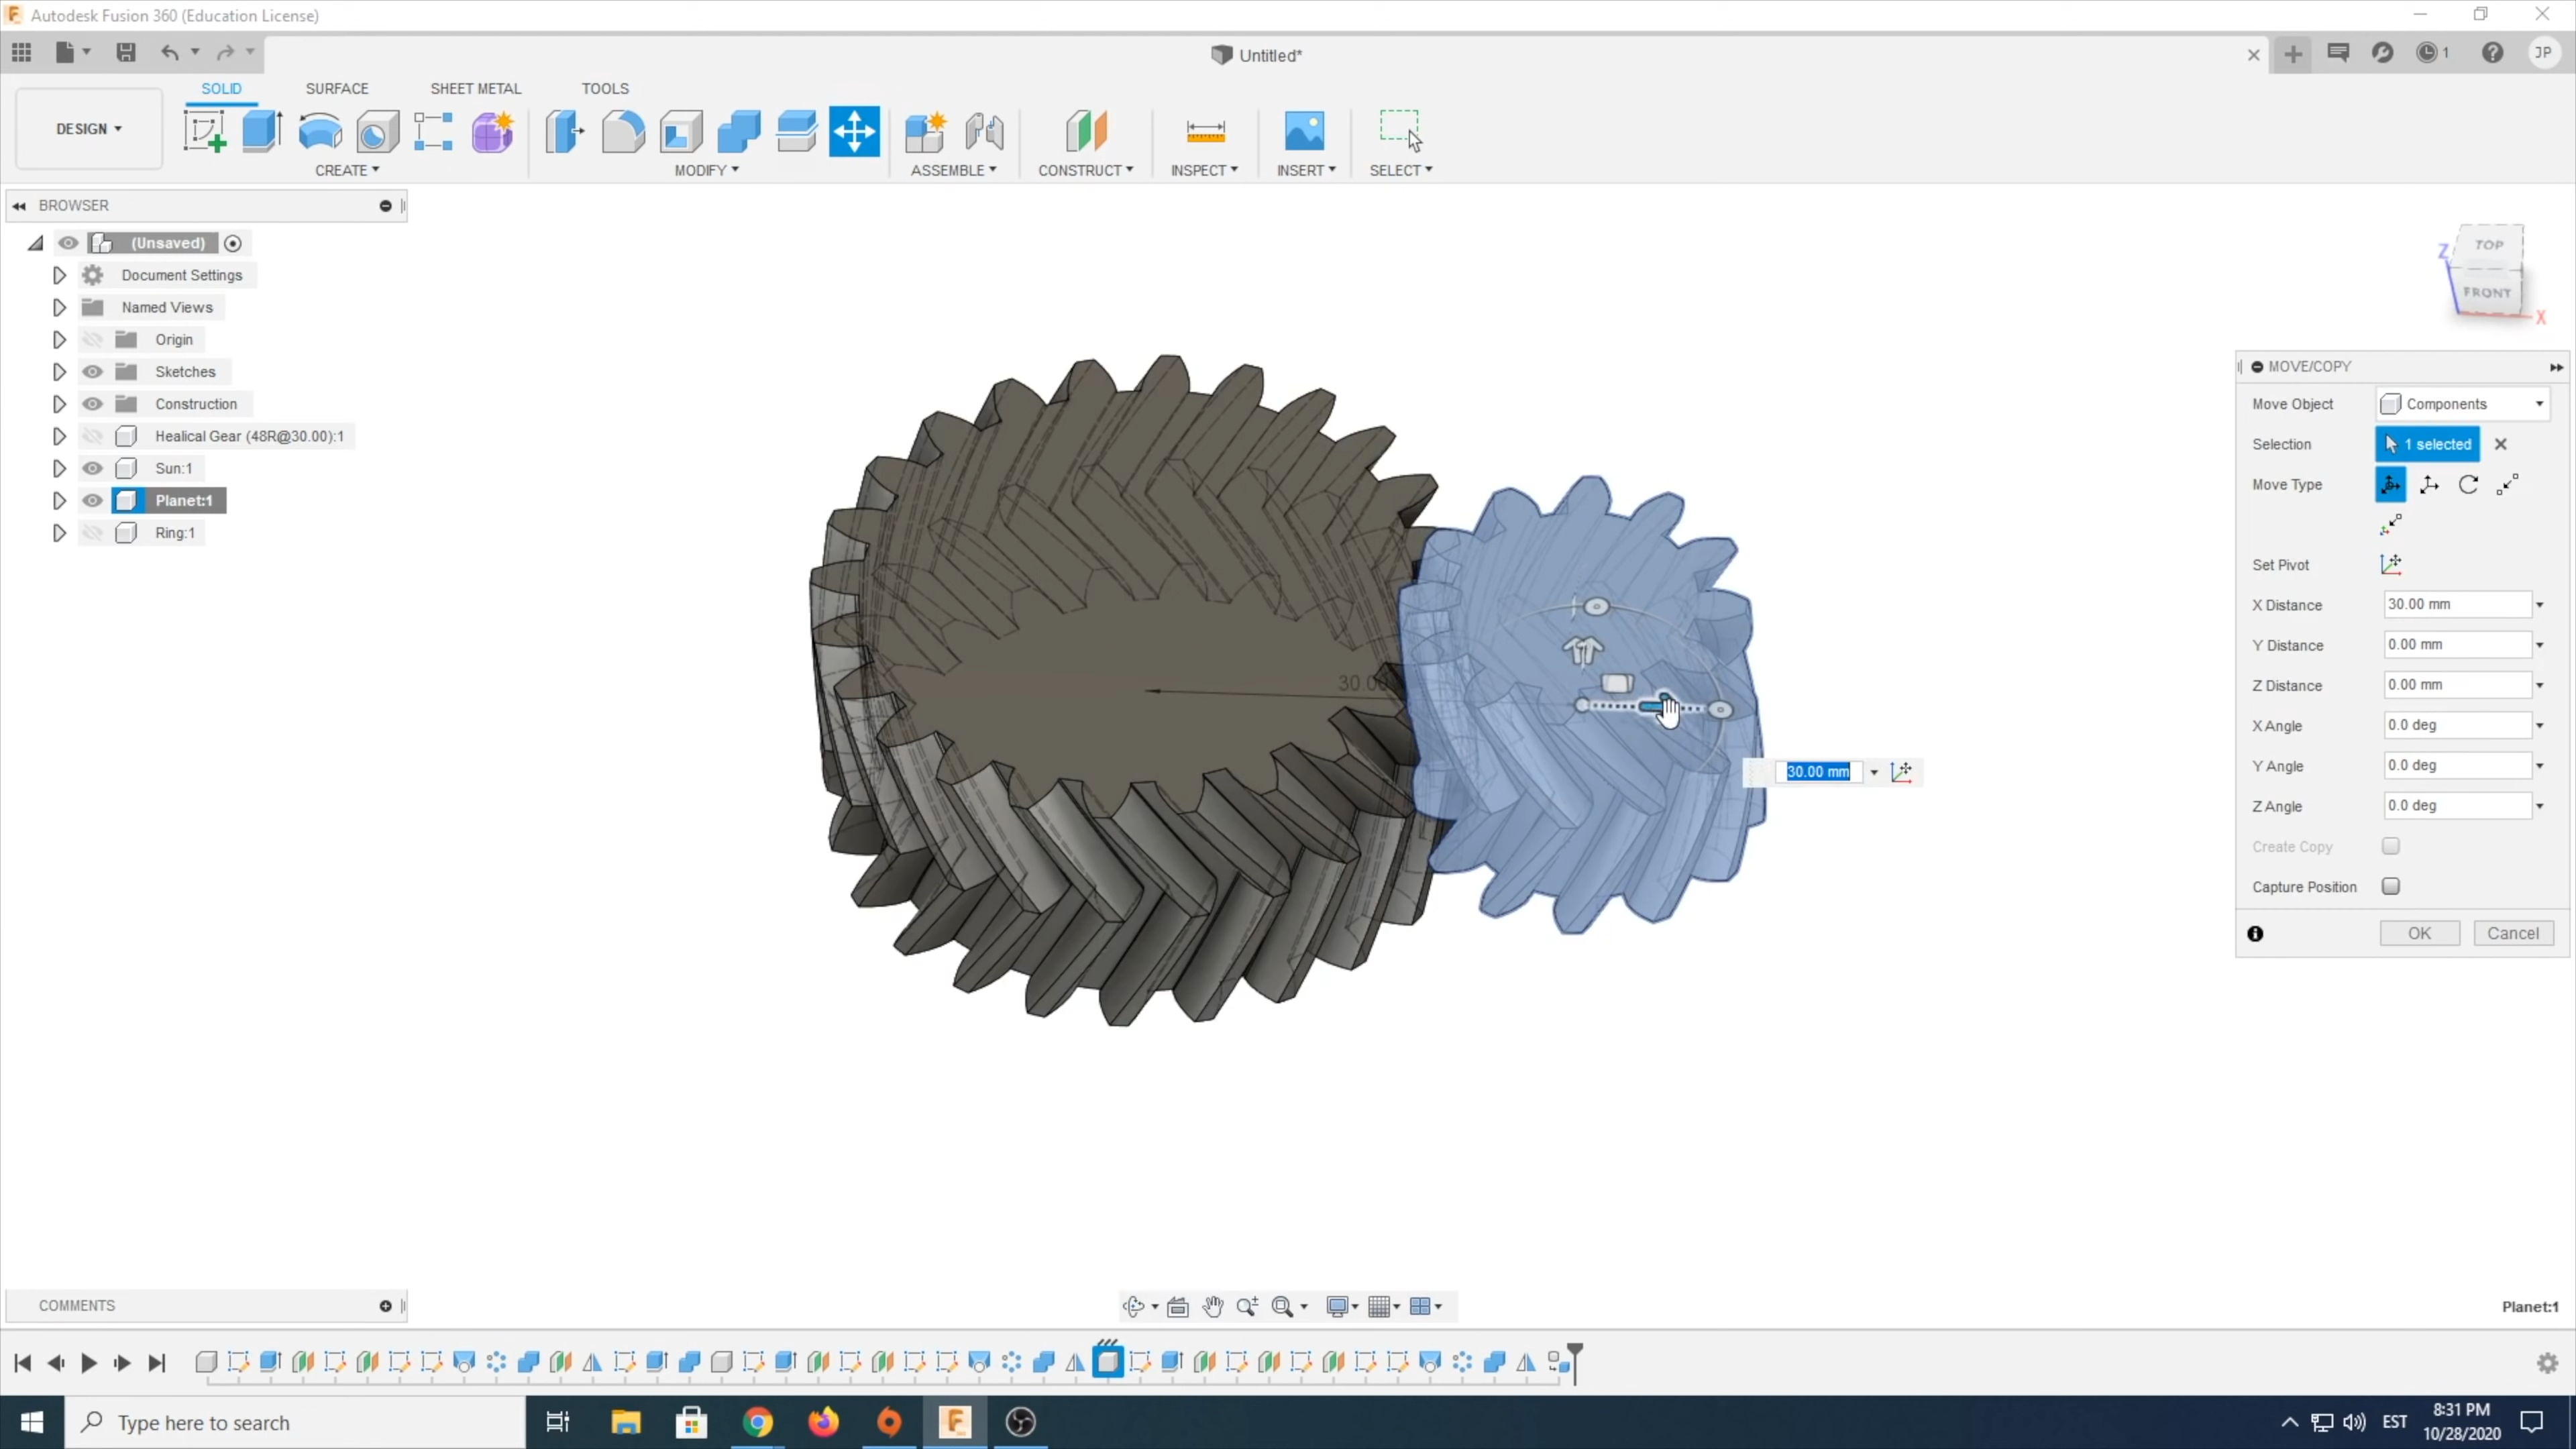 Autodesk Fusion 360 (Education License)
Untitled*
1
JP
SOLID
SURFACE
SHEET METAL
TOOLS
DESIGN
CREATE
MODIFY
ASSEMBLE
CONSTRUCT
INSPECT
INSERT
SELECT
BROWSER
(Unsaved)
Document Settings
Named Views
Origin
Sketches
Construction
Healical Gear (48R@30.00):1
Sun:1
Planet:1
Ring:1
TOP
FRONT
Z
X
MOVE/COPY
Move Object
Components
Selection
1 selected
Move Type
Set Pivot
X Distance
30.00 mm
Y Distance
0.00 mm
Z Distance
0.00 mm
X Angle
0.0 deg
Y Angle
0.0 deg
Z Angle
0.0 deg
Create Copy
Capture Position
OK
Cancel
30.00 mm
COMMENTS
Planet:1
Type here to search
EST
8:31 PM
10/28/2020